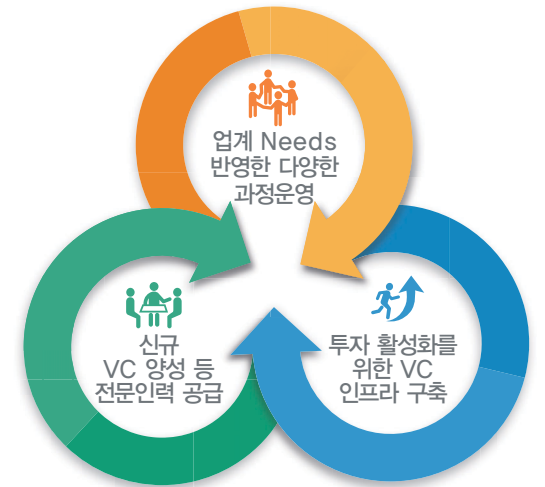 업계 Needs
반영한 다양한
과정운영
신규
VC 양성 등
전문인력 공급
투자 활성화를
위한 VC
인프라 구축